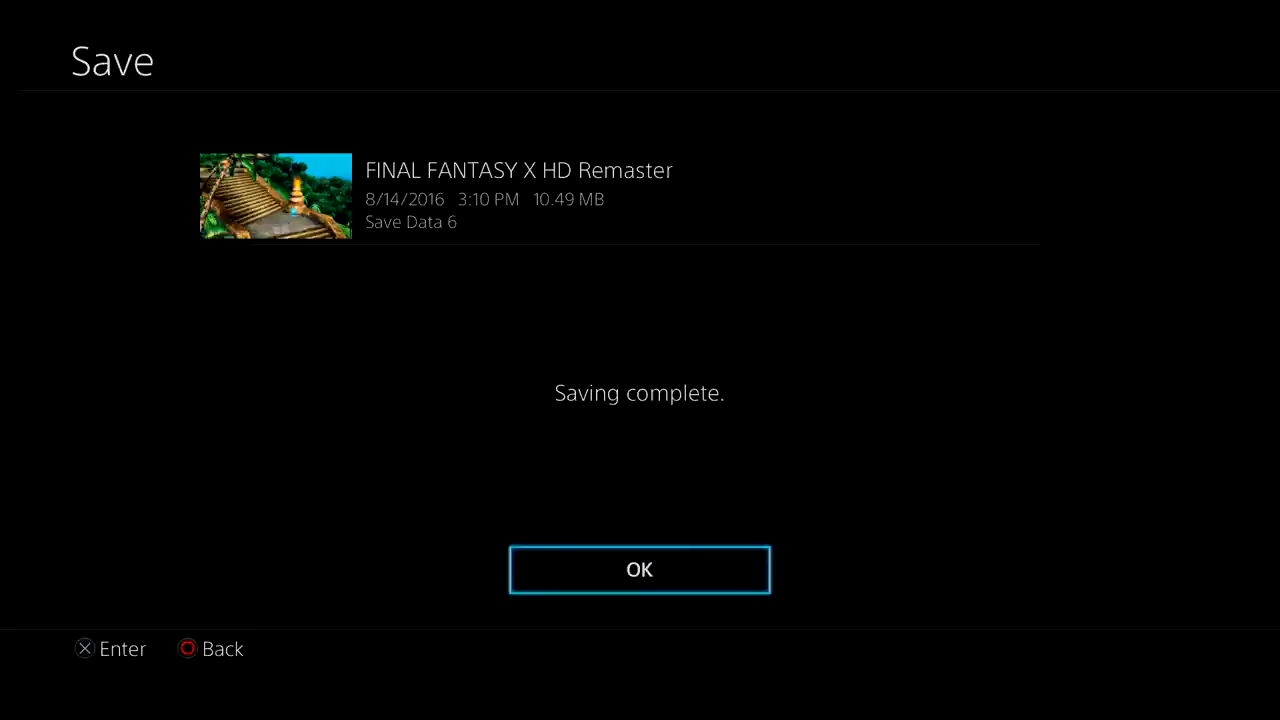 Save
FINAL FANTASY X HD Remaster
8/14/2016 3:10 PM 10.49 MB
Save Data 6
Saving complete.
OK
Enter Back